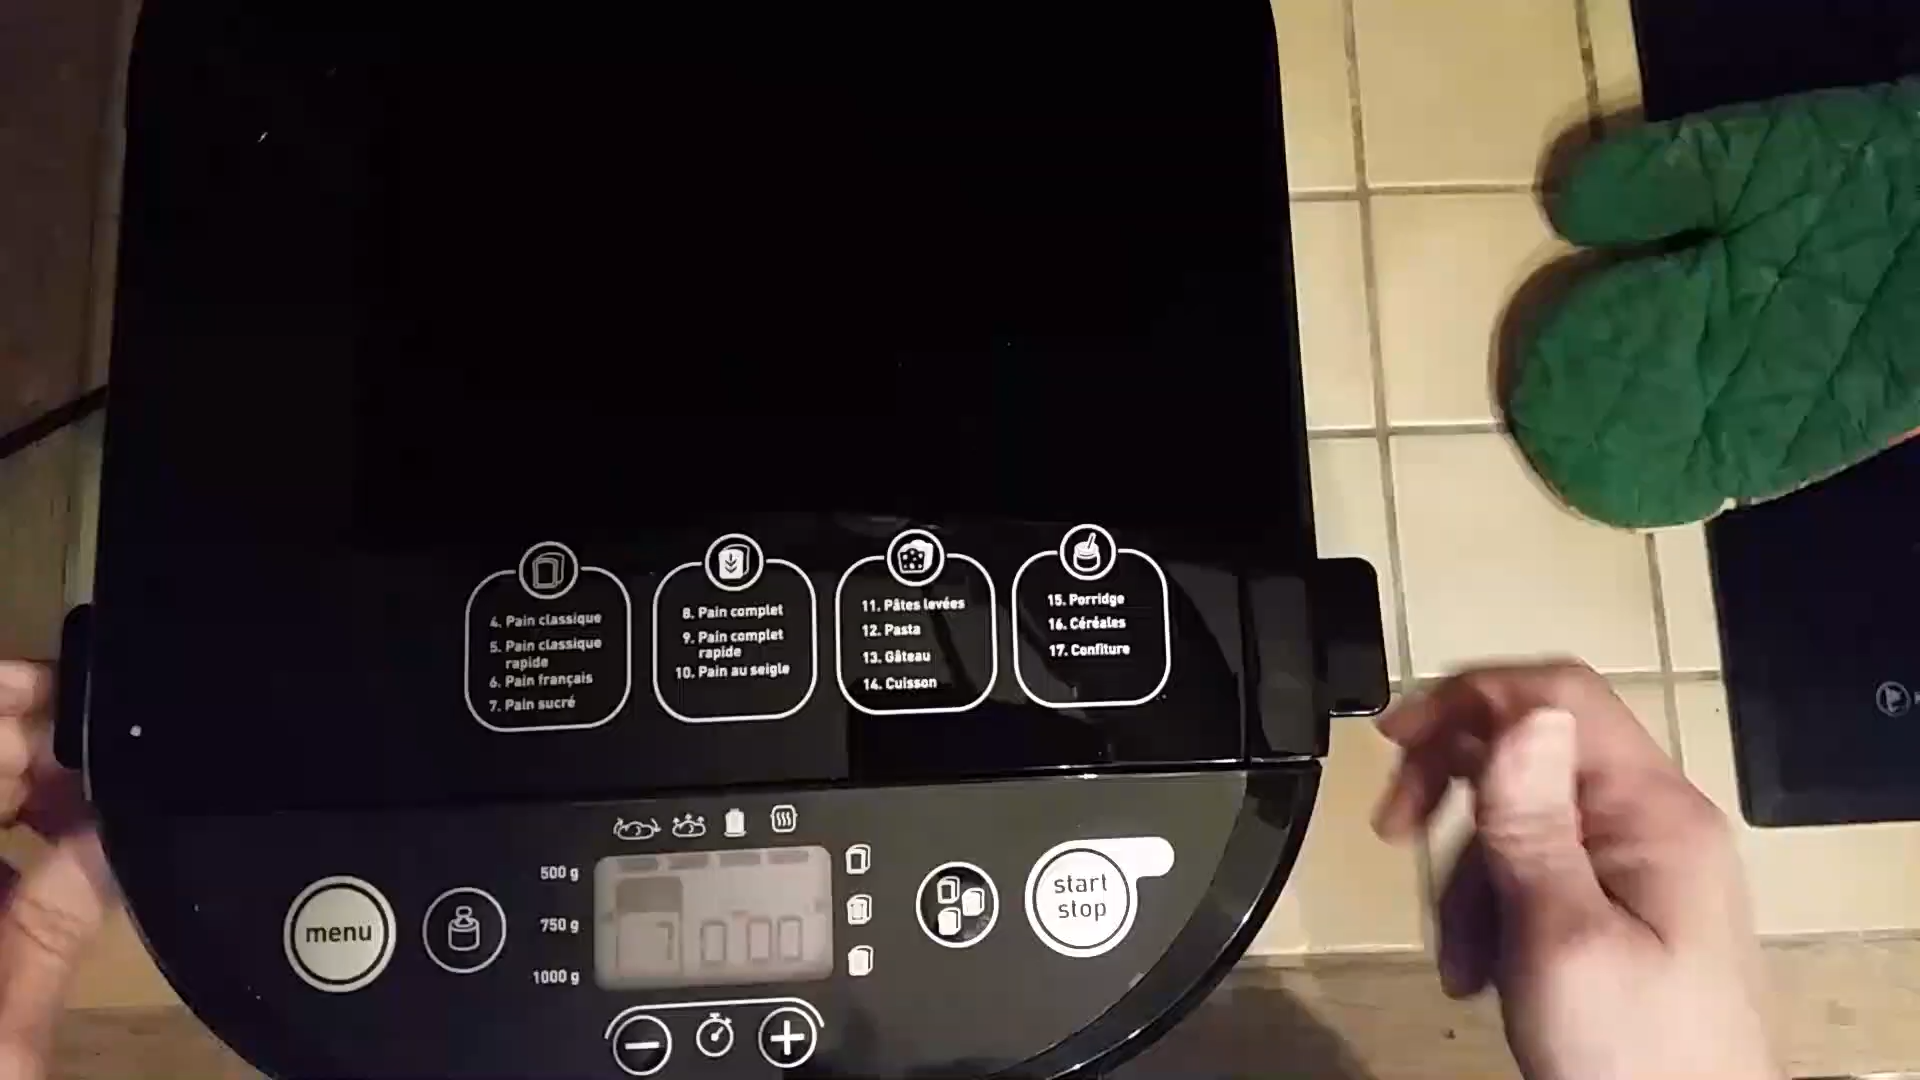 4. Pain classique
5. Pain classique
rapide
6. Pain français
7. Pain sucré
8. Pain complet
9. Pain complet
rapide
10. Pain au seigle
11. Pâtes levées
12. Pasta
13. Gâteau
14. Cuisson
15. Porridge
16. Céréales
17. Confiture
menu
500 g
750 g
1000 g
start
stop